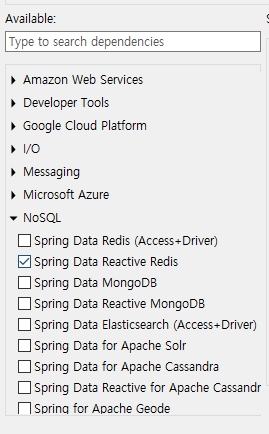 Available:
Type to search dependencies
Amazon Web Services
Developer Tools
Google Cloud Platform
I/O
Messaging
Microsoft Azure
NoSQL
Spring Data Redis (Access+Driver)
Spring Data Reactive Redis
Spring Data MongoDB
Spring Data Reactive MongoDB
Spring Data Elasticsearch (Access+Driver)
Spring Data for Apache Solr
Spring Data for Apache Cassandra
Spring Data Reactive for Apache Cassandr
Spring for Apache Geode